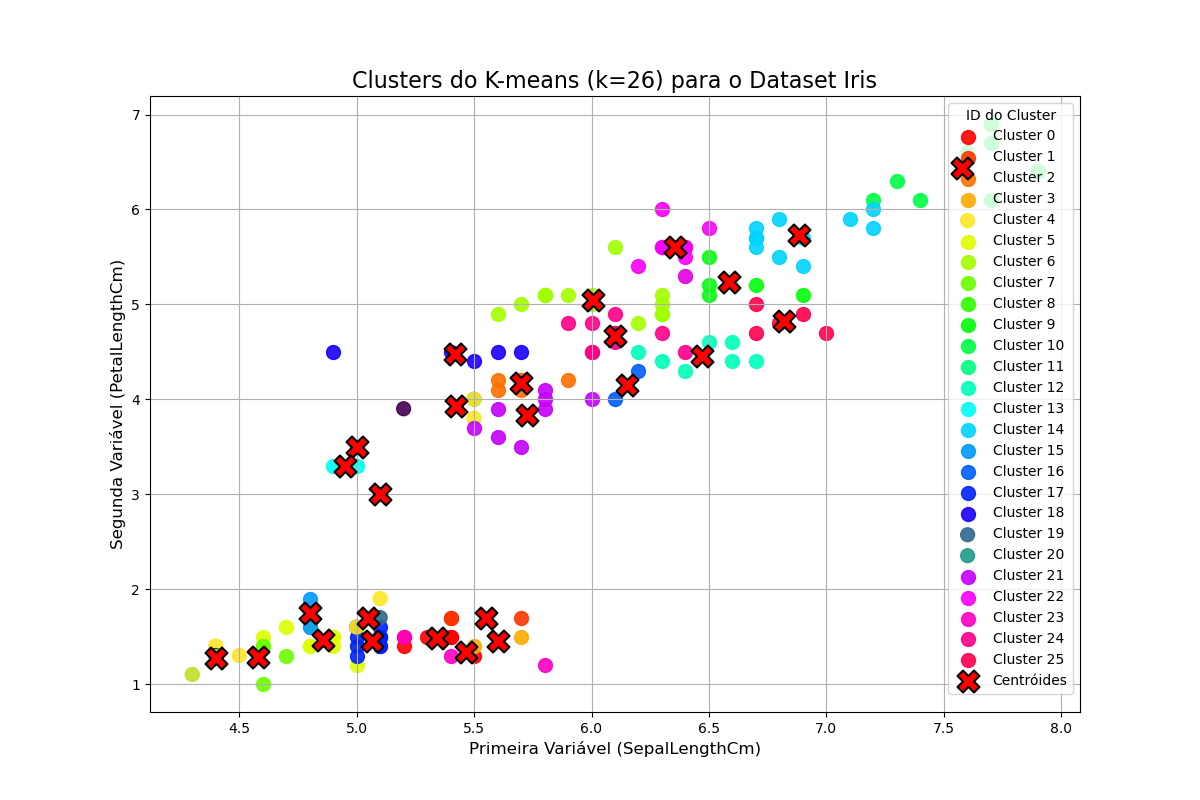 Clusters do K-means (k=26) para o Dataset Iris
Segunda Variável (PetalLengthCm)
7
6
5
4
3
2
1
4.5
5.0
5.5
6.0
6.5
7.0
7.5
8.0
Primeira Variável (SepalLengthCm)
ID do Cluster
Cluster 0
Cluster 1
Cluster 2
Cluster 3
Cluster 4
Cluster 5
Cluster 6
Cluster 7
Cluster 8
Cluster 9
Cluster 10
Cluster 11
Cluster 12
Cluster 13
Cluster 14
Cluster 15
Cluster 16
Cluster 17
Cluster 18
Cluster 19
Cluster 20
Cluster 21
Cluster 22
Cluster 23
Cluster 24
Cluster 25
Centróides